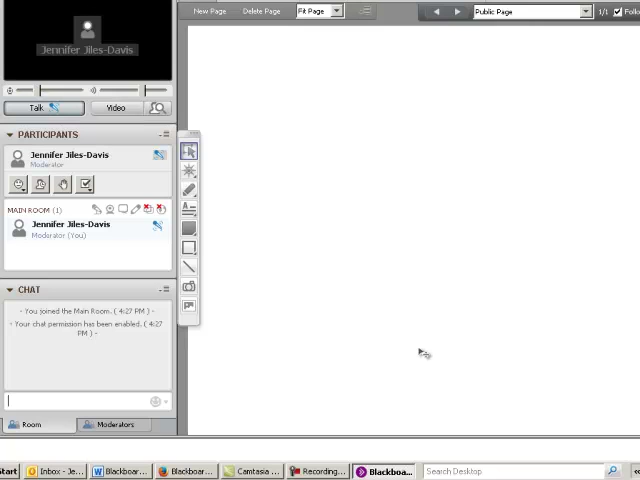 New Page Delete Page Fit Page Public Page 1/1 Follo
Jennifer Jiles-Davis
Talk Video
PARTICIPANTS
Jennifer Jiles-Davis
Moderator
MAIN ROOM (1)
Jennifer Jiles-Davis
Moderator (You)
CHAT
- You joined the Main Room. ( 4:27 PM ) -
- Your chat permission has been enabled. ( 4:27
PM ) -
Room Moderators
Start Inbox - Je... Blackboar... Blackboar... Camtasia ... Recording... Blackboa... Search Desktop